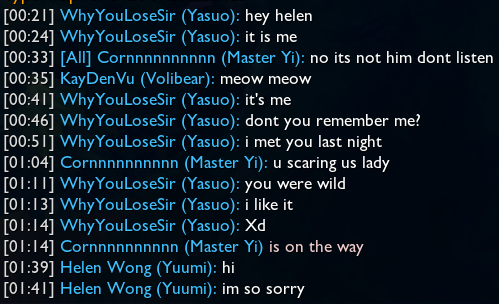 [00:21] WhyYouLoseSir (Yasuo): hey helen
[00:24] WhyYouLoseSir (Yasuo): it is me
[00:33] [All] Cornnnnnnnnnn (Master Yi): no its not him dont listen
[00:35] KayDenVu (Volibear): meow meow
[00:41] WhyYouLoseSir (Yasuo): it's me
[00:46] WhyYouLoseSir (Yasuo): dont you remember me?
[00:51] WhyYouLoseSir (Yasuo): i met you last night
[01:04] Cornnnnnnnnnn (Master Yi): u scaring us lady
[01:11] WhyYouLoseSir (Yasuo): you were wild
[01:13] WhyYouLoseSir (Yasuo): i like it
[01:14] WhyYouLoseSir (Yasuo): Xd
[01:14] Cornnnnnnnnnn (Master Yi) is on the way
[01:39] Helen Wong (Yuumi): hi
[01:41] Helen Wong (Yuumi): im so sorry